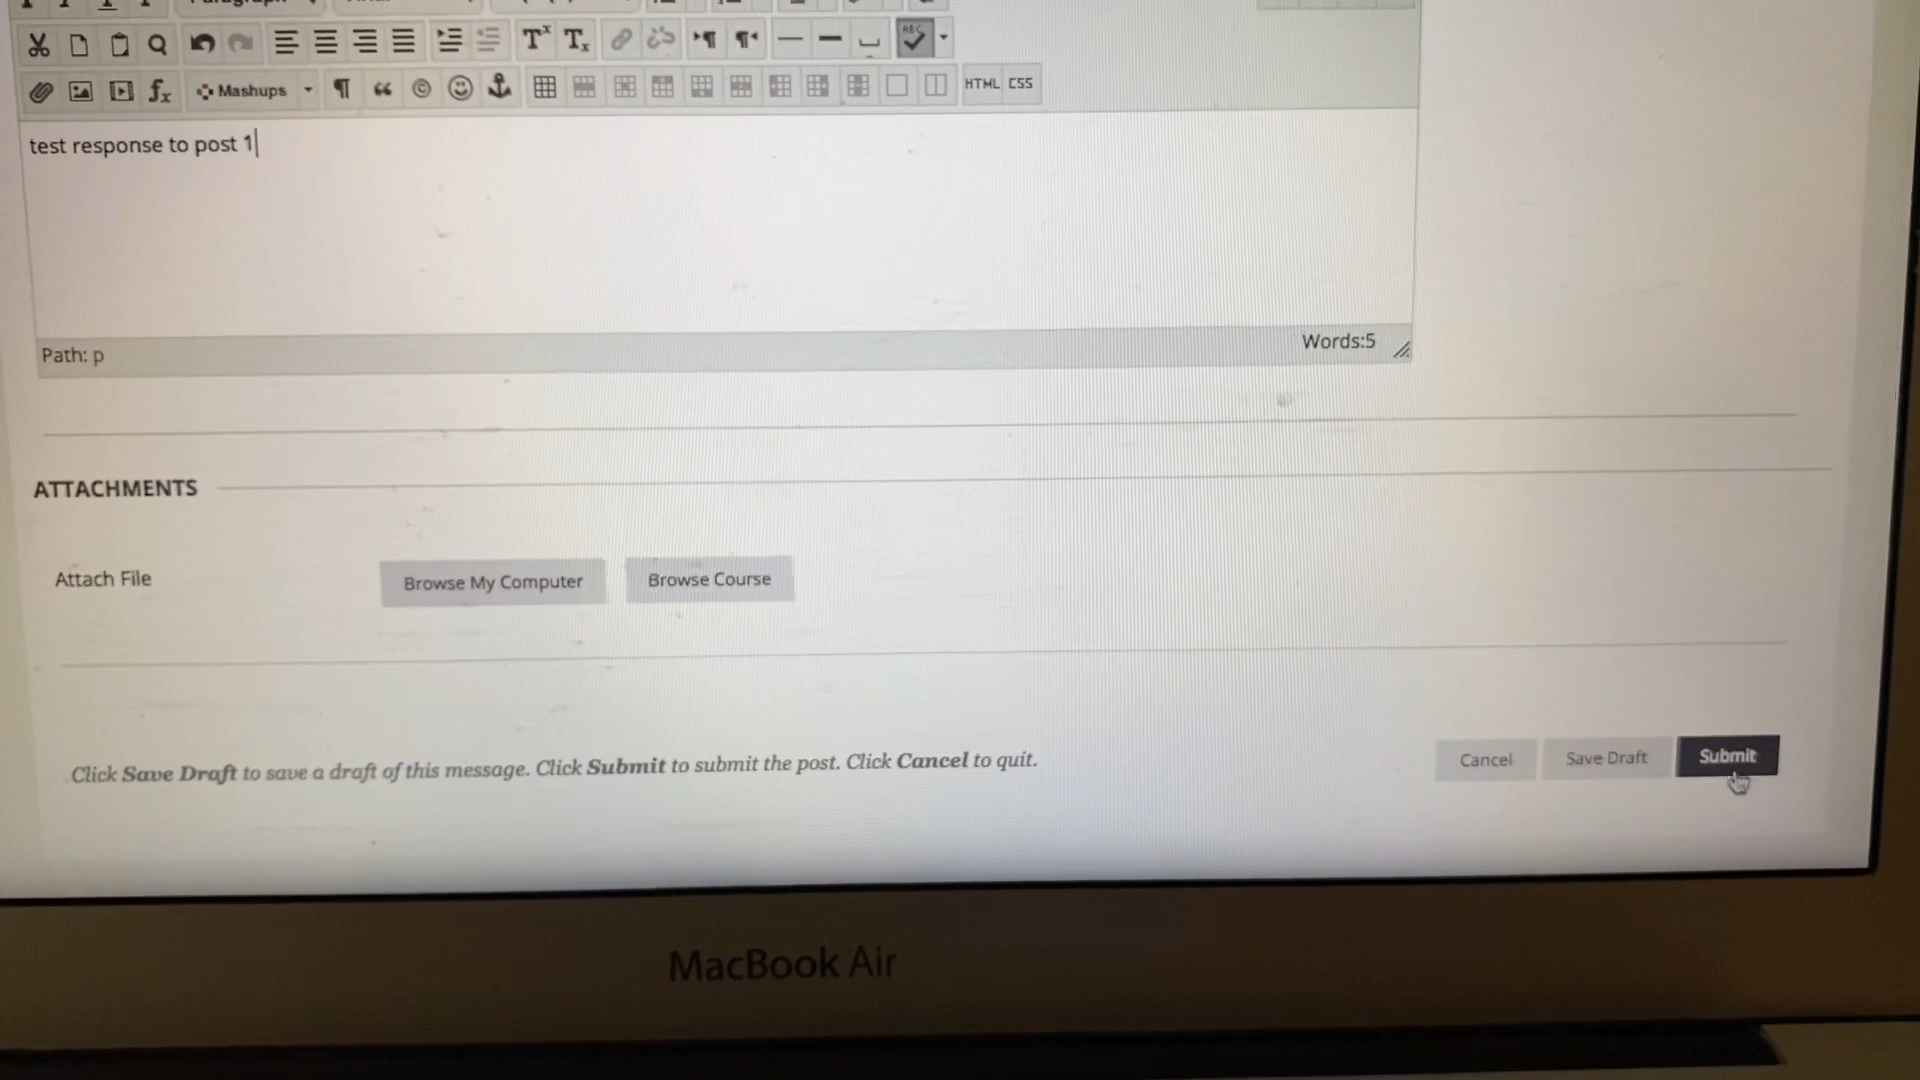 Mashups
HTML CSS
test response to post 1
Path: p
Words:5
ATTACHMENTS
Attach File
Browse My Computer
Browse Course
Click Save Draft to save a draft of this message. Click Submit to submit the post. Click Cancel to quit.
Cancel
Save Draft
Submit
MacBook Air